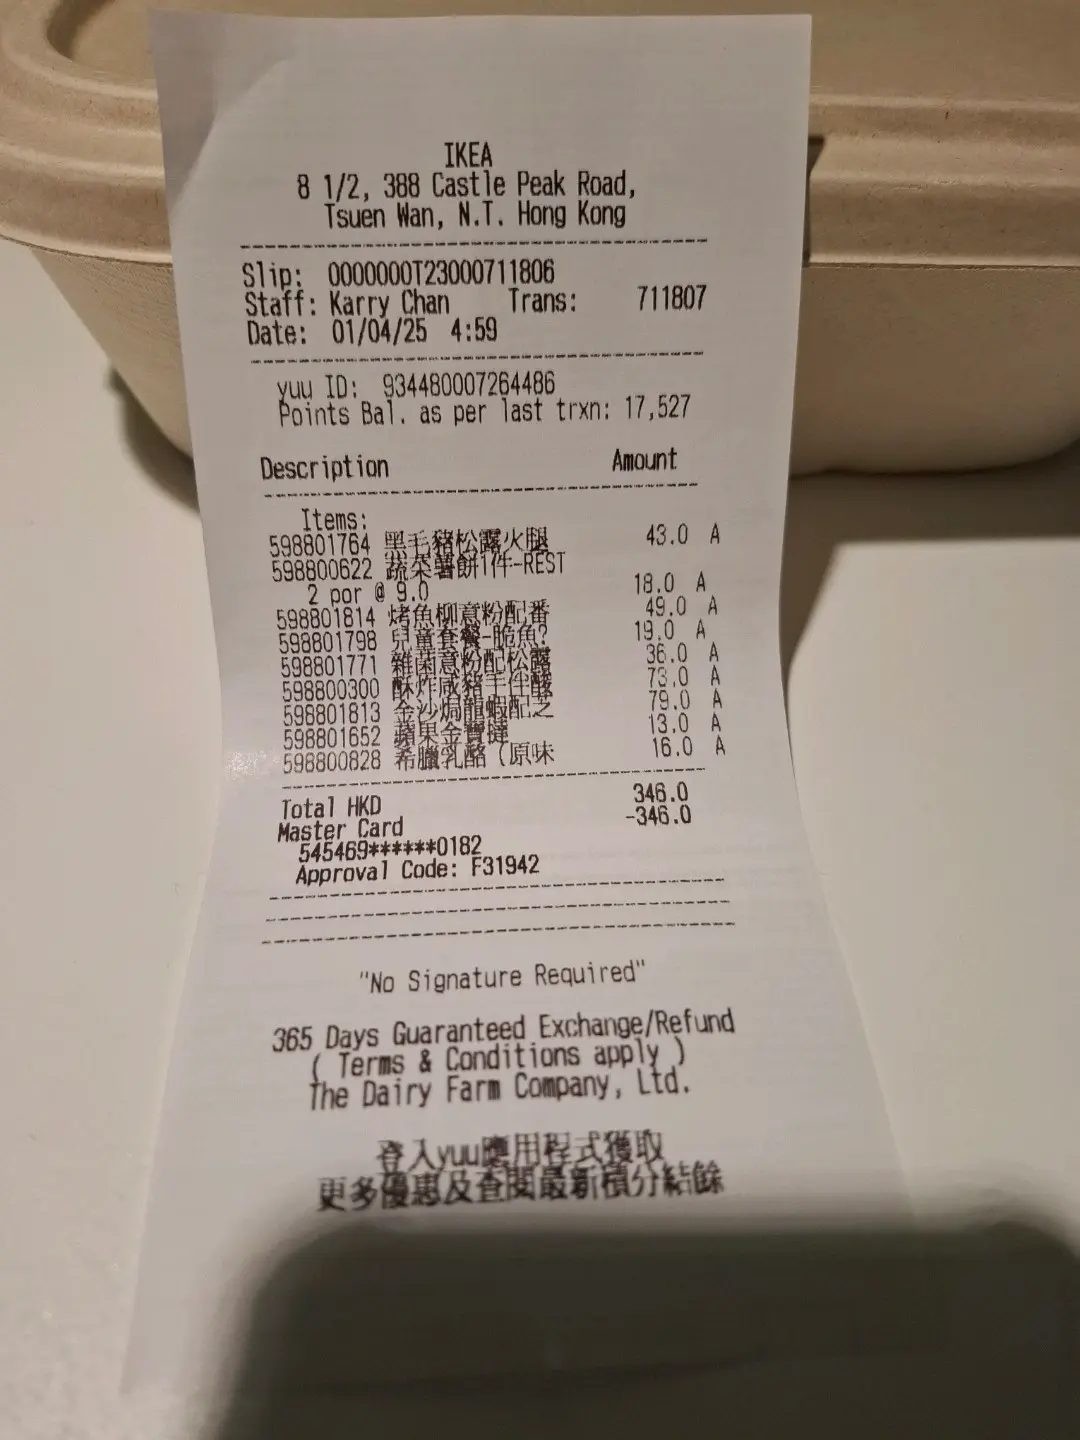 IKEA
8 1/2, 388 Castle Peak Road,
Tsuen Wan, N.T. Hong Kong
Slip: 0000000T23000711806
Staff: Karry Chan Trans: 711807
Date: 01/04/25 4:59
yuu ID: 934480007264486
Points Bal. as per last trxn: 17,527
Description Amount
Items:
598801764 黑毛豬松露火腿 43.0 A
598800622 蔬菜薯餅1件-REST
2 por @ 9.0 18.0 A
598801814 烤魚柳意粉配番 49.0 A
598801798 兒童套餐-脆魚? 19.0 A
598801771 雜菌意粉配松露 36.0 A
598800300 酥炸咸豬手伴酸 73.0 A
598801813 金沙焗龍蝦配芝 79.0 A
598801652 蘋果金寶撻 13.0 A
598800828 希臘乳酪（原味 16.0 A
Total HKD 346.0
Master Card -346.0
545469******0182
Approval Code: F31942
"No Signature Required"
365 Days Guaranteed Exchange/Refund
( Terms & Conditions apply )
The Dairy Farm Company, Ltd.
登入yuu應用程式獲取
更多優惠及查閱最新積分結餘